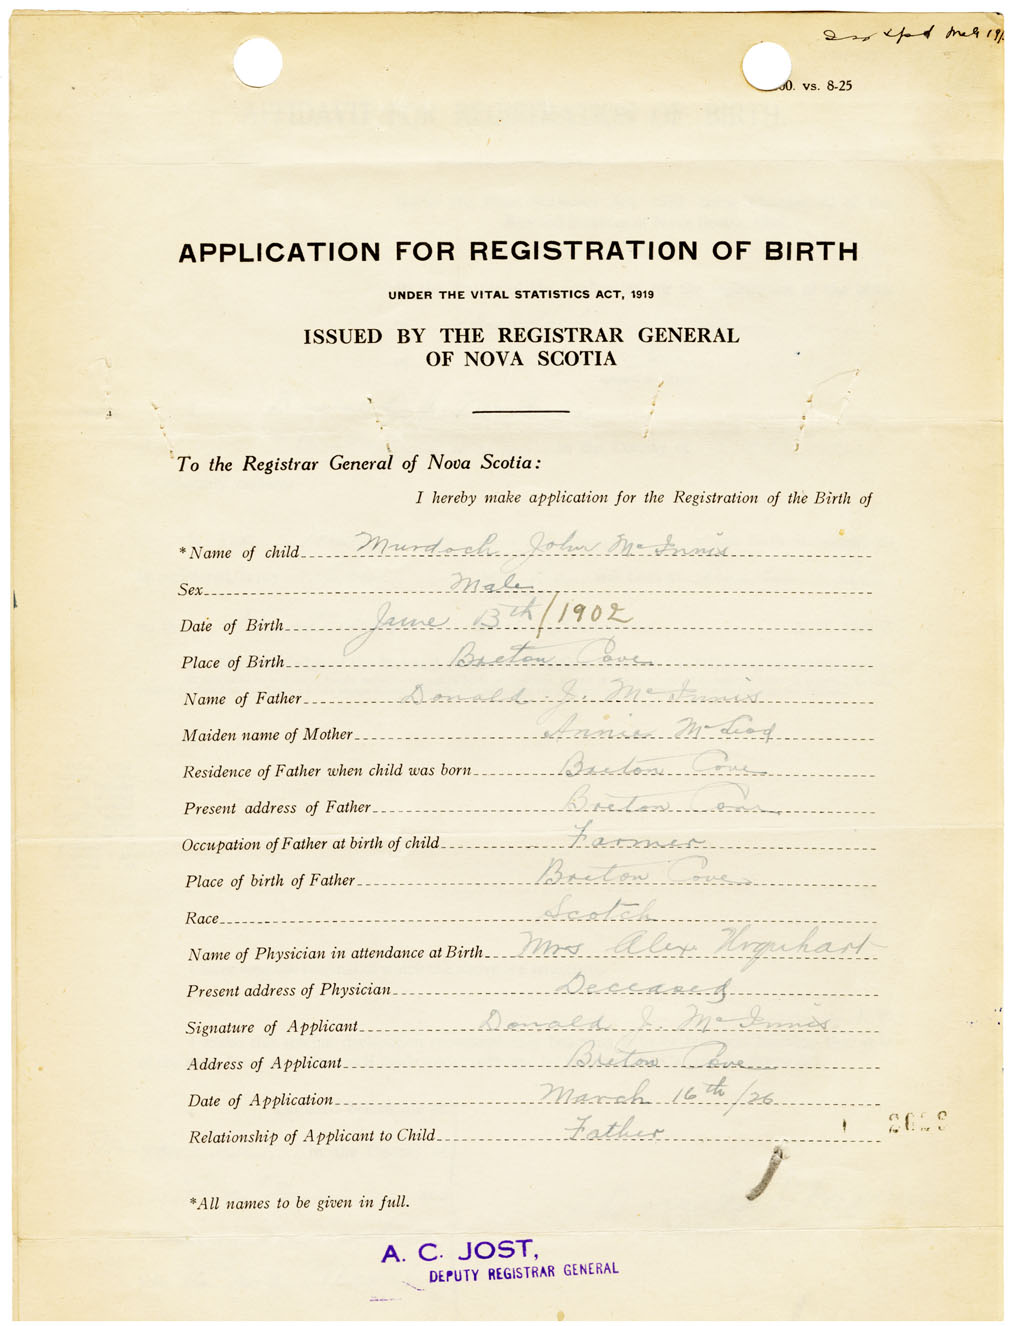 00. vs. 8-25
APPLICATION FOR REGISTRATION OF BIRTH
UNDER THE VITAL STATISTICS ACT, 1919
ISSUED BY THE REGISTRAR GENERAL
OF NOVA SCOTIA
To the Registrar General of Nova Scotia:
I hereby make application for the Registration of the Birth of
*Name of child Murdoch John McInnis
Sex Male
Date of Birth June th/1902
Place of Birth Breton Cove
Name of Father Donald J. McInnis
Maiden name of Mother Annie McLeod
Residence of Father when child was born Breton Cove
Present address of Father Breton Cove
Occupation of Father at birth of child Farmer
Place of birth of Father Breton Cove
Race Scotch
Name of Physician in attendance at Birth Mrs Alex Urquhart
Present address of Physician Deceased
Signature of Applicant Donald J. McInnis
Address of Applicant Breton Cove
Date of Application March 16th/26
Relationship of Applicant to Child Father
*All names to be given in full.
A. C. JOST,
DEPUTY REGISTRAR GENERAL